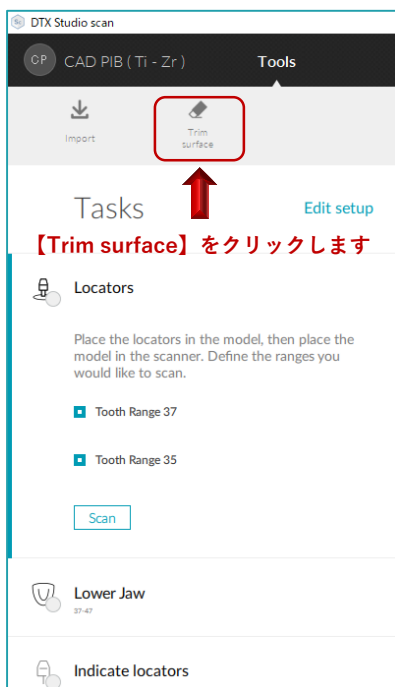 DTX Studio scan
CP CAD PIB ( Ti - Zr ) Tools
Import
Trim
surface
Tasks
Edit setup
【Trim surface】をクリックします
Locators
Place the locators in the model, then place the
model in the scanner. Define the ranges you
would like to scan.
Tooth Range 37
Tooth Range 35
Scan
Lower Jaw
37-47
Indicate locators